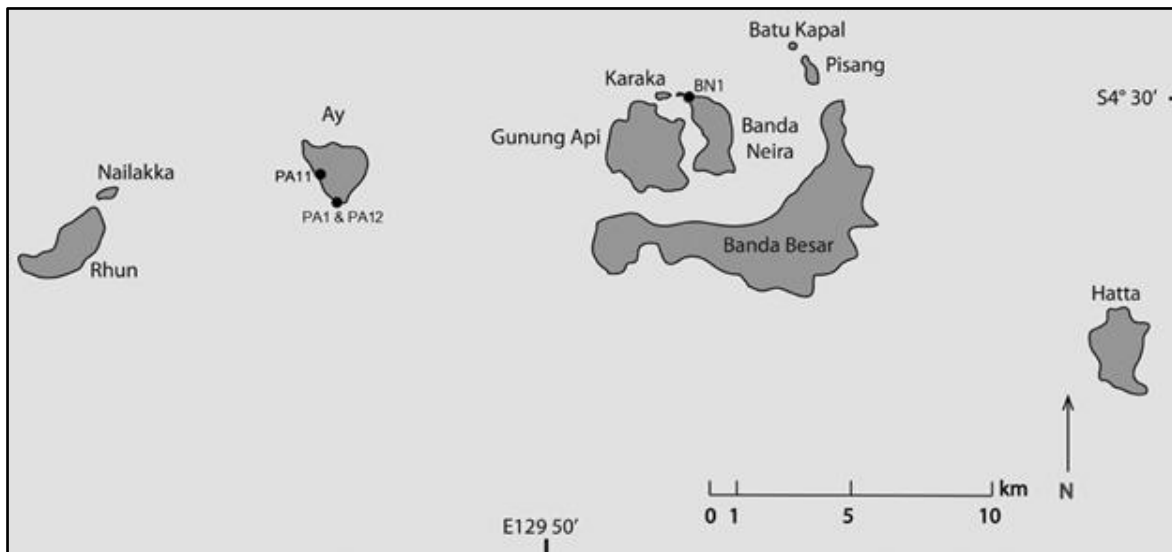 Batu Kapal
Pisang
Karaka
BN1
S4° 30'
Ay
Gunung Api
Banda
Neira
Nailakka
PA11
PA1 & PA12
Rhun
Banda Besar
Hatta
km
N
0 1 5 10
E129 50'